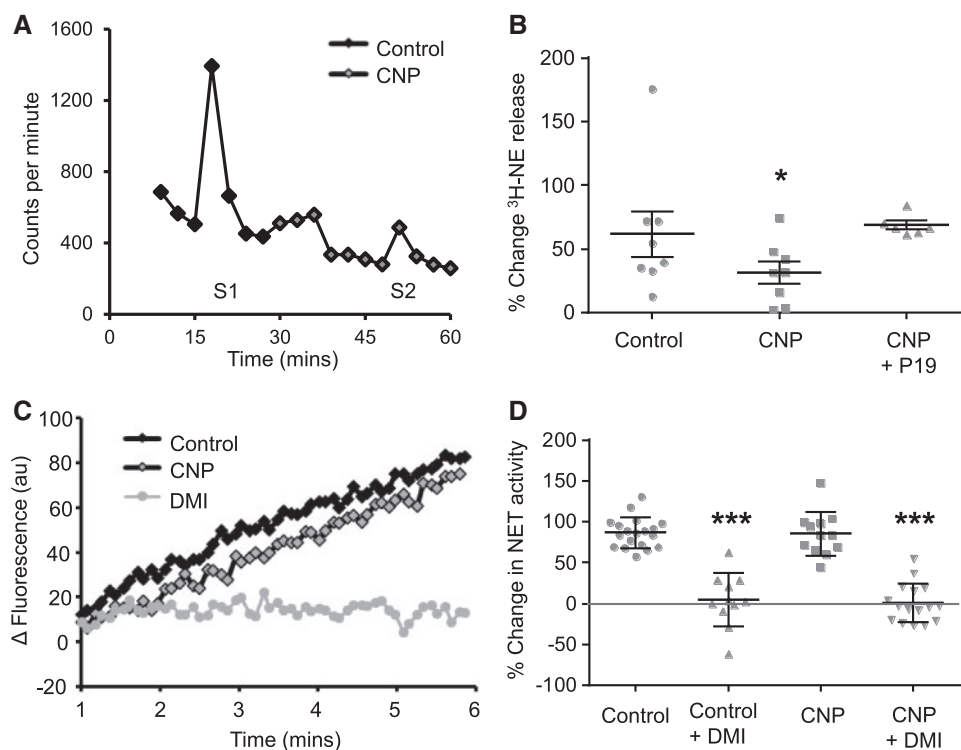 A
1600
1200
800
400
0
Counts per minute
Control
CNP
S1
S2
0 15 30 45 60
Time (mins)
B
200
150
100
50
0
% Change ³H-NE release
*
Control
CNP
CNP
+ P19
C
100
80
60
40
20
0
-20
Δ Fluorescence (au)
Control
CNP
DMI
1 2 3 4 5 6
Time (mins)
D
200
150
100
50
0
-50
-100
% Change in NET activity
***
***
Control
Control
+ DMI
CNP
CNP
+ DMI